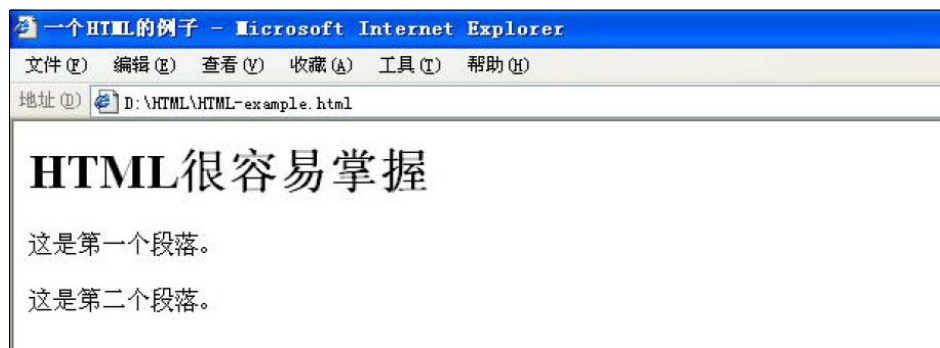 一个HTML的例子 - Microsoft Internet Explorer
文件(F) 编辑(E) 查看(V) 收藏(A) 工具(T) 帮助(H)
地址(D) D:\HTML\HTML-example.html
HTML很容易掌握
这是第一个段落。
这是第二个段落。